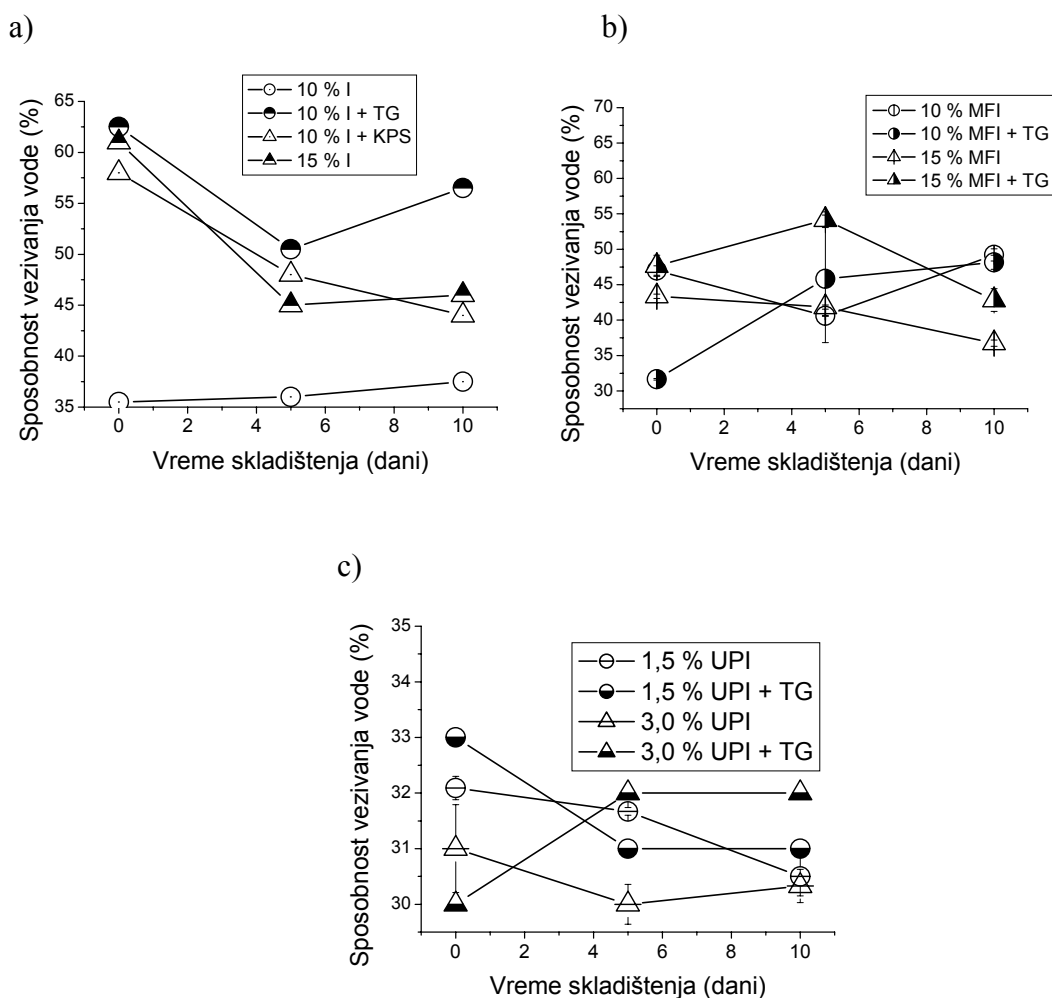 a)
10 % I
10 % I + TG
10 % I + KPS
15 % I
Sposobnost vezivanja vode (%)
65
60
55
50
45
40
35
0 2 4 6 8 10
Vreme skladištenja (dani)
b)
10 % MFI
10 % MFI + TG
15 % MFI
15 % MFI + TG
Sposobnost vezivanja vode (%)
70
65
60
55
50
45
40
35
30
0 2 4 6 8 10
Vreme skladištenja (dani)
c)
1,5 % UPI
1,5 % UPI + TG
3,0 % UPI
3,0 % UPI + TG
Sposobnost vezivanja vode (%)
35
34
33
32
31
30
0 2 4 6 8 10
Vreme skladištenja (dani)